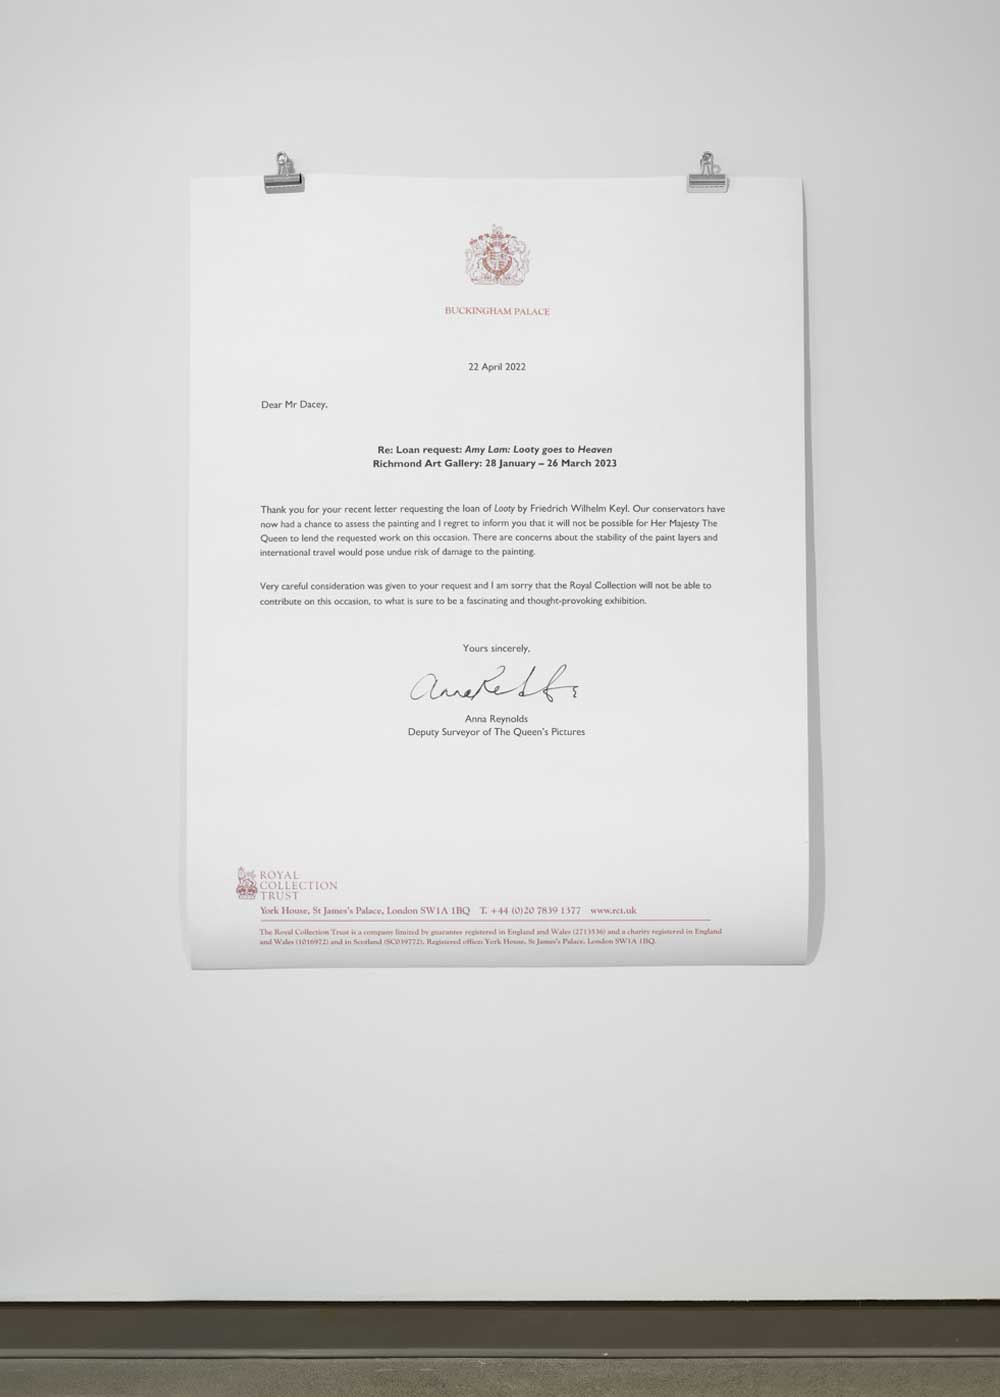 BUCKINGHAM PALACE
22 April 2022
Dear Mr Dacey,
Re: Loan request: Amy Lam: Looty goes to Heaven
Richmond Art Gallery: 28 January – 26 March 2023
Thank you for your recent letter requesting the loan of Looty by Friedrich Wilhelm Keyl. Our conservators have
now had a chance to assess the painting and I regret to inform you that it will not be possible for Her Majesty The
Queen to lend the requested work on this occasion. There are concerns about the stability of the paint layers and
international travel would pose undue risk of damage to the painting.
Very careful consideration was given to your request and I am sorry that the Royal Collection will not be able to
contribute on this occasion, to what is sure to be a fascinating and thought-provoking exhibition.
Yours sincerely,
Anna Reynolds
Deputy Surveyor of The Queen's Pictures
ROYAL
COLLECTION
TRUST
York House, St James's Palace, London SW1A 1BQ T. +44 (0)20 7839 1377 www.rct.uk
The Royal Collection Trust is a company limited by guarantee registered in England and Wales (2713536) and a charity registered in England
and Wales (1016972) and in Scotland (SC039772). Registered office: York House, St James's Palace, London SW1A 1BQ.